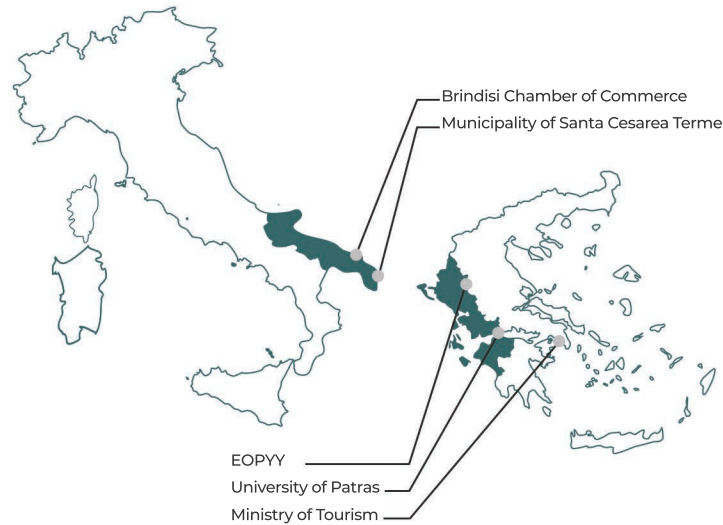 Brindisi Chamber of Commerce
Municipality of Santa Cesarea Terme
EOPYY
University of Patras
Ministry of Tourism